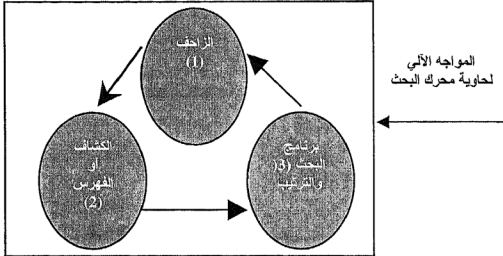 الزاحف
(1)
المواجه الآلي
لحاوية محرك البحث
الكشاف
أو
الفهرس
(2)
برنامج
البحث (3(
والترتيب